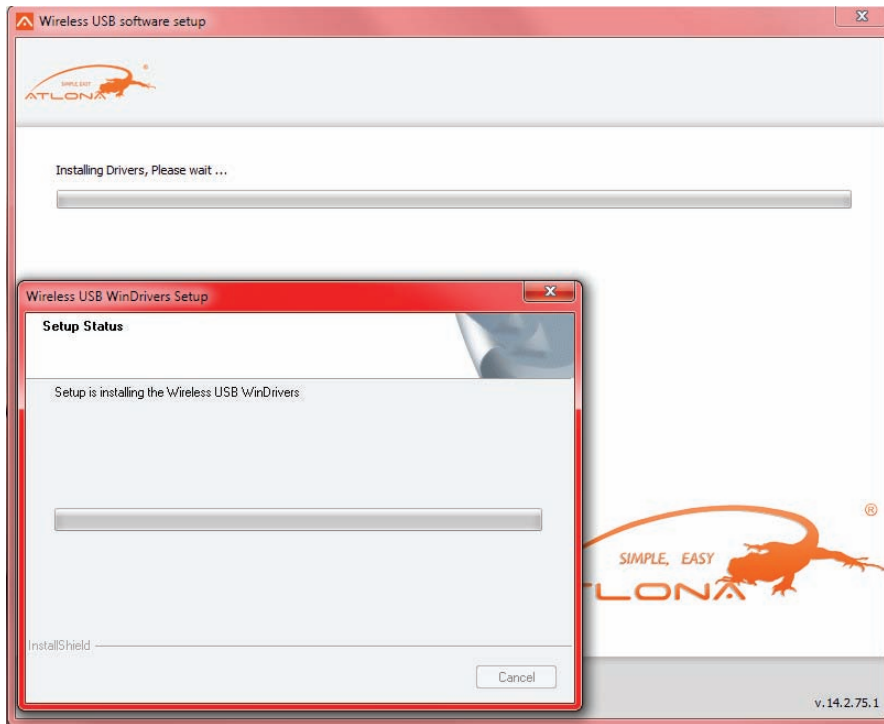 Wireless USB software setup
SIMPLE, EASY
ATLONA
®
Installing Drivers, Please wait ...
Wireless USB WinDrivers Setup
Setup Status
Setup is installing the Wireless USB WinDrivers
®
SIMPLE, EASY
TLONA
InstallShield
Cancel
v.14.2.75.1